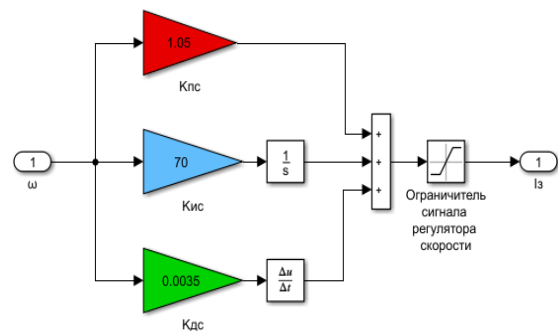 1.05
Кпс
1
ω
70
Кис
1
s
+
+
+
1
Iз
Ограничитель
сигнала
регулятора
скорости
0.0035
Кдс
Δu
Δt